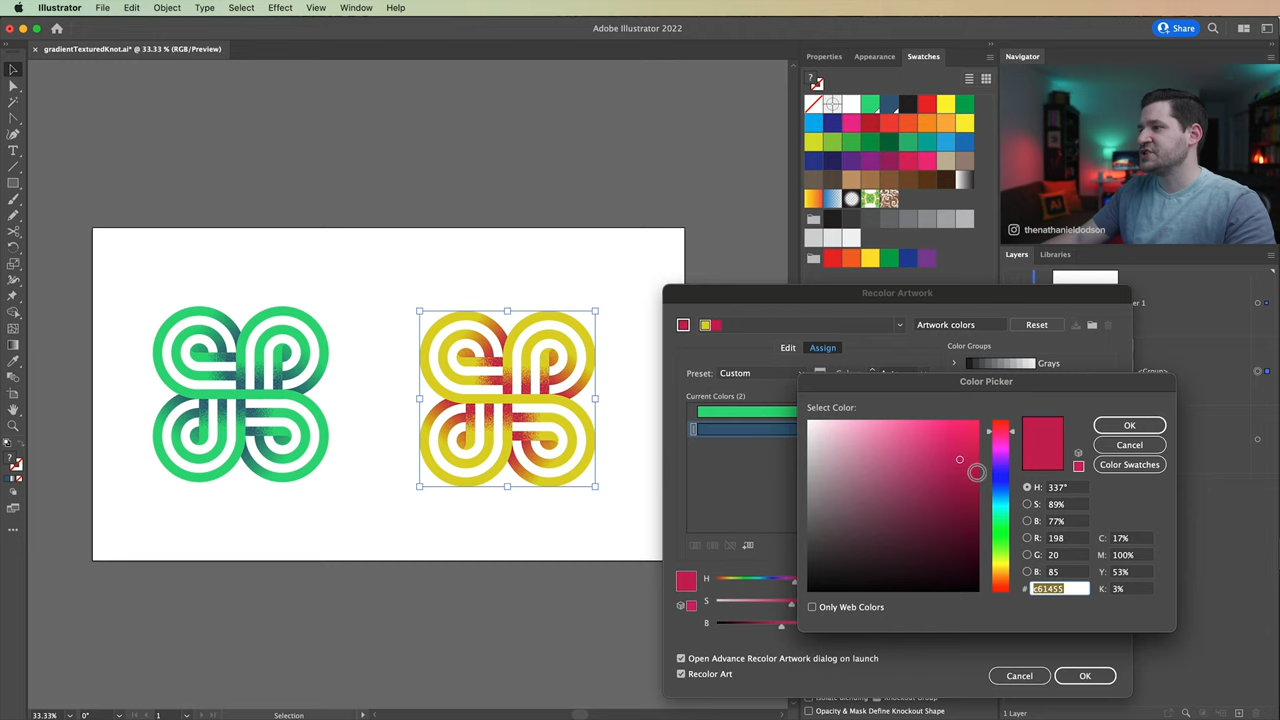 Illustrator File Edit Object Type Select Effect View Window Help
Adobe Illustrator 2022
Share
gradientTexturedKnot.ai* @ 33.33 % (RGB/Preview)
Properties Appearance Swatches
Navigator
?
Ai
thenathanieldodson
Layers Libraries
Recolor Artwork
Artwork colors Reset
Edit Assign
Color Groups
Preset: Custom
Grays
Current Colors (2)
Color Picker
Select Color:
OK
Cancel
Color Swatches
H: 337°
S: 89%
B: 77%
R: 198 C: 17%
G: 20 M: 100%
B: 85 Y: 53%
# c61455 K: 3%
Only Web Colors
H
S
B
Open Advance Recolor Artwork dialog on launch
Recolor Art
Cancel OK
Opacity & Mask Define Knockout Shape
33.33% 0° 1 Selection
1 Layer